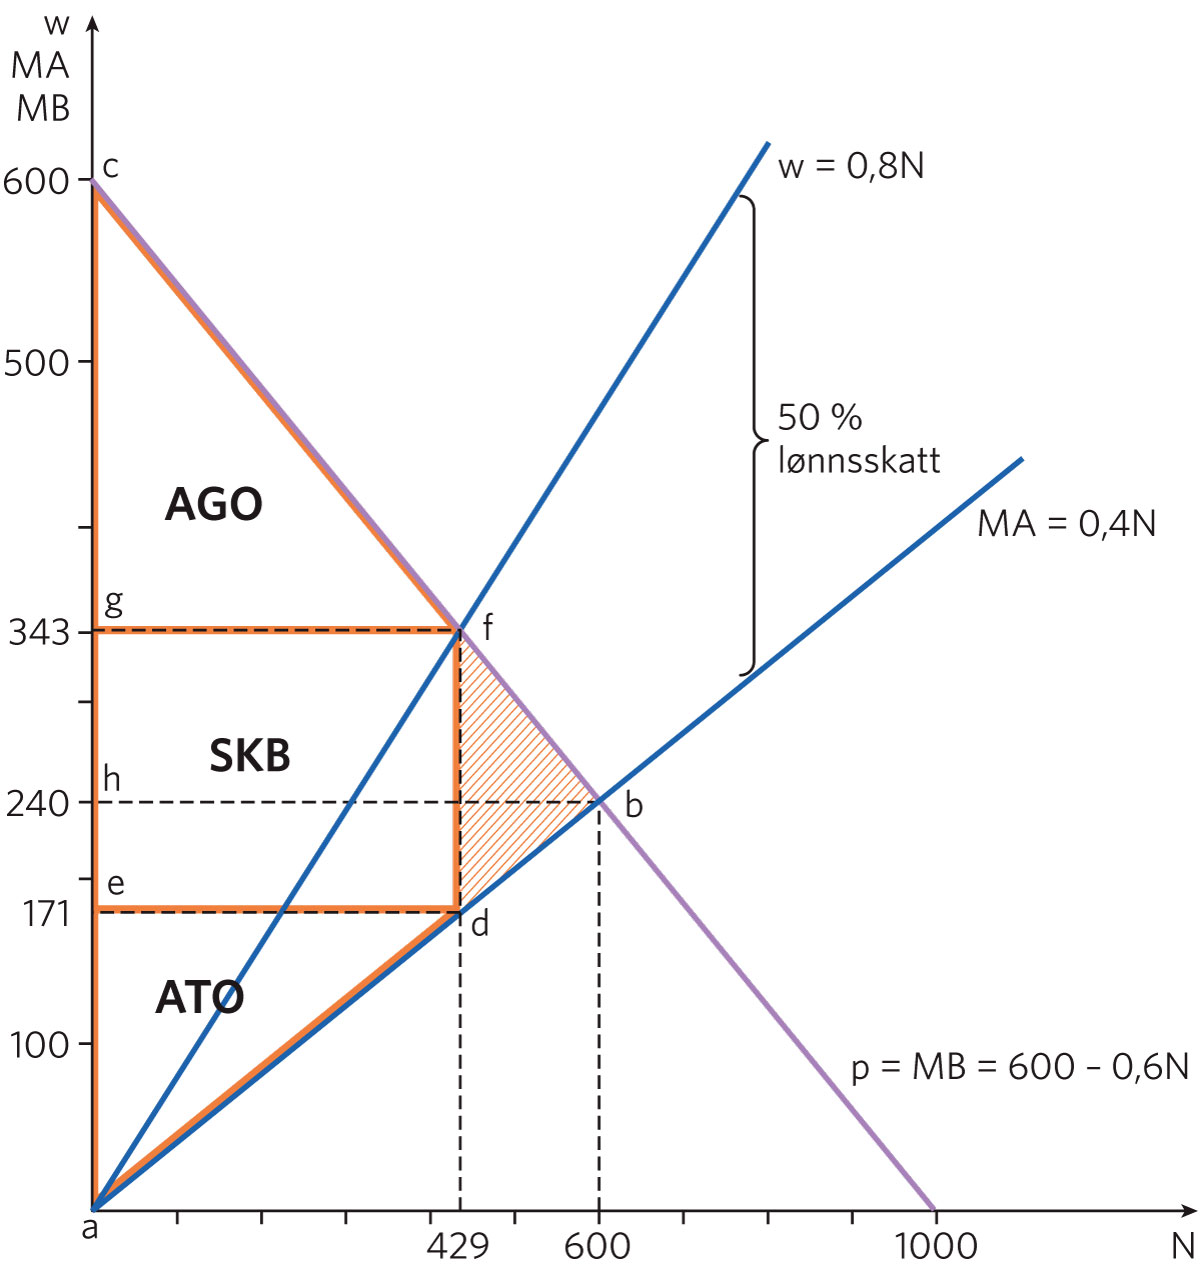 w
MA
MB
c
600
w = 0,8N
500
50 %
lønnsskatt
AGO
MA = 0,4N
g
343
f
SKB
h
240
b
e
171
d
ATO
100
p = MB = 600 – 0,6N
a
429
600
1000
N